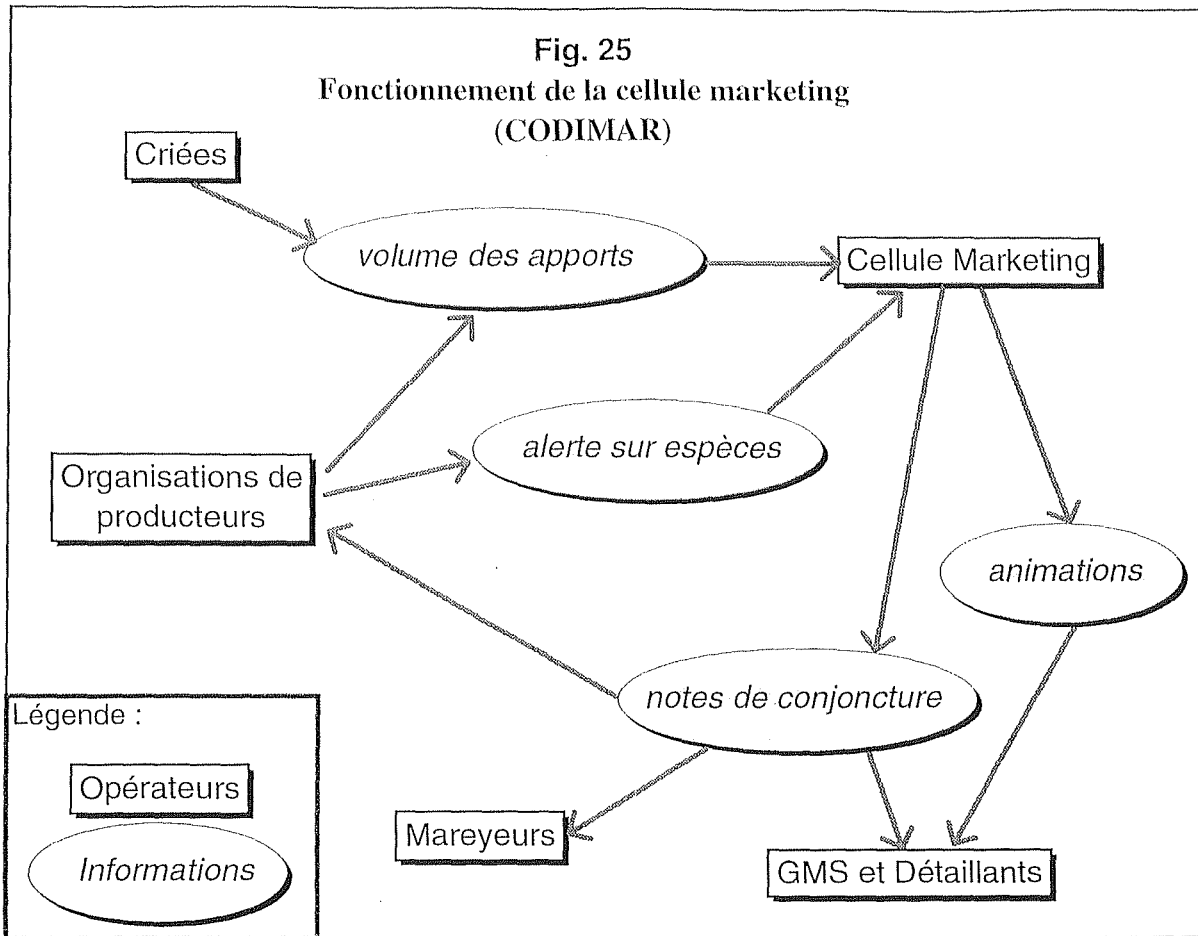 Fig. 25
Fonctionnement de la cellule marketing
(CODIMAR)
Criées
volume des apports
Cellule Marketing
alerte sur espèces
Organisations de
producteurs
animations
notes de conjoncture
Légende :
Opérateurs
Informations
Mareyeurs
GMS et Détaillants